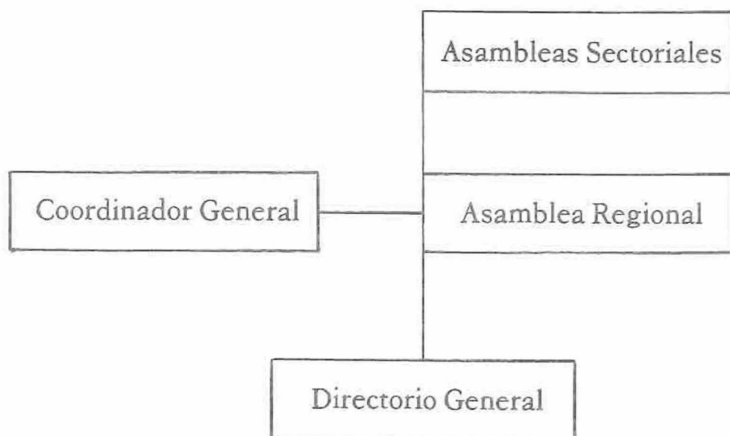 Asambleas Sectoriales
Coordinador General
Asamblea Regional
Directorio General